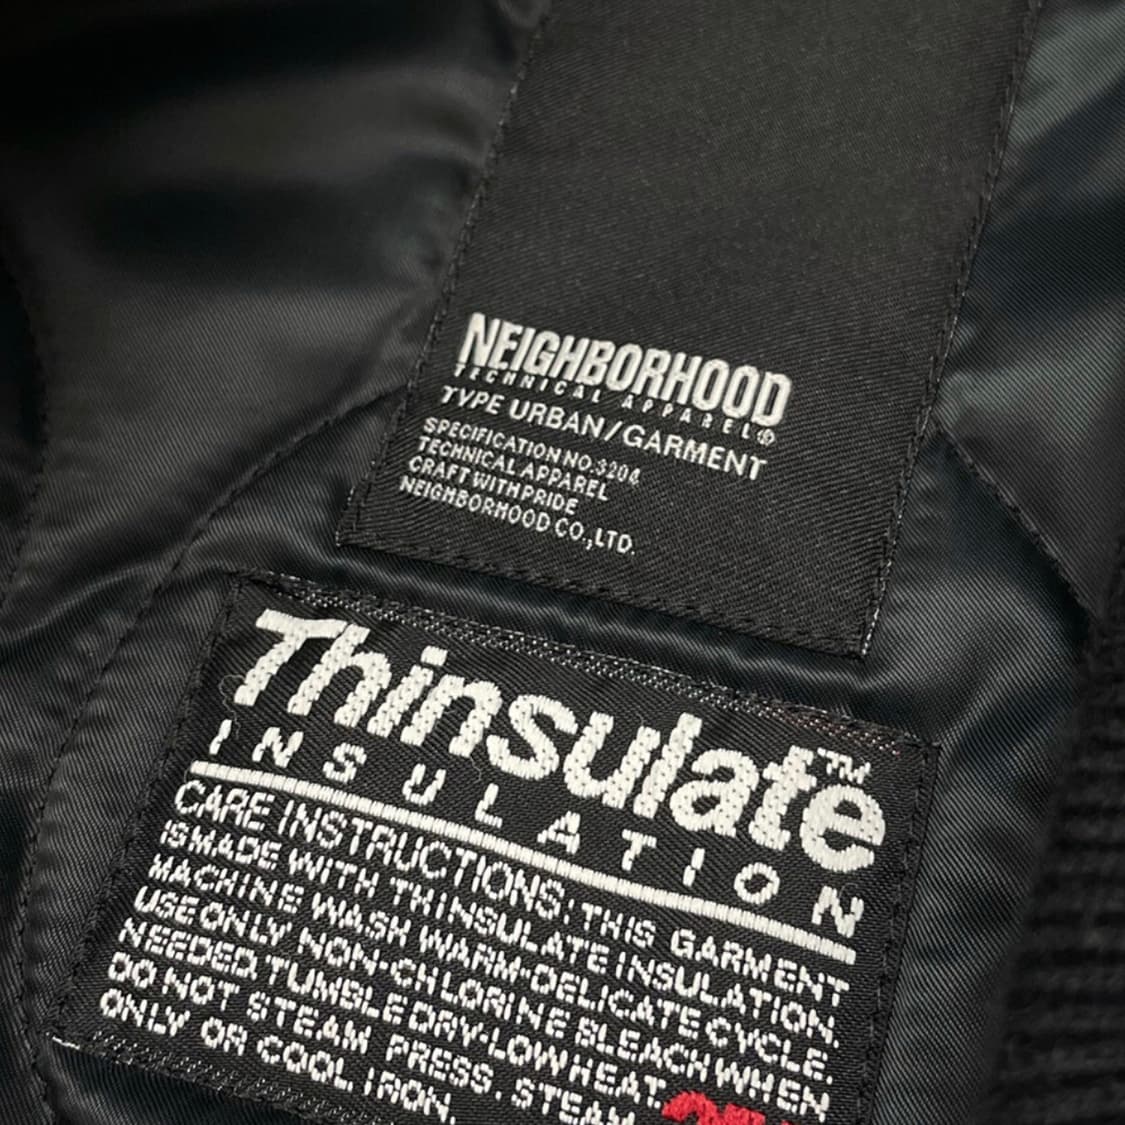 NEIGHBORHOOD
TECHNICAL APPAREL®
TYPE URBAN/GARMENT
SPECIFICATION NO.3204
TECHNICAL APPAREL
CRAFT WITH PRIDE
NEIGHBORHOOD CO.,LTD.
Thinsulate™
INSULATION
CARE INSTRUCTIONS: THIS GARMENT
IS MADE WITH THINSULATE INSULATION.
MACHINE WASH WARM-DELICATE CYCLE.
USE ONLY NON-CHLORINE BLEACH WHEN
NEEDED. TUMBLE DRY-LOW HEAT.
DO NOT STEAM PRESS. STEAM
ONLY OR COOL IRON.